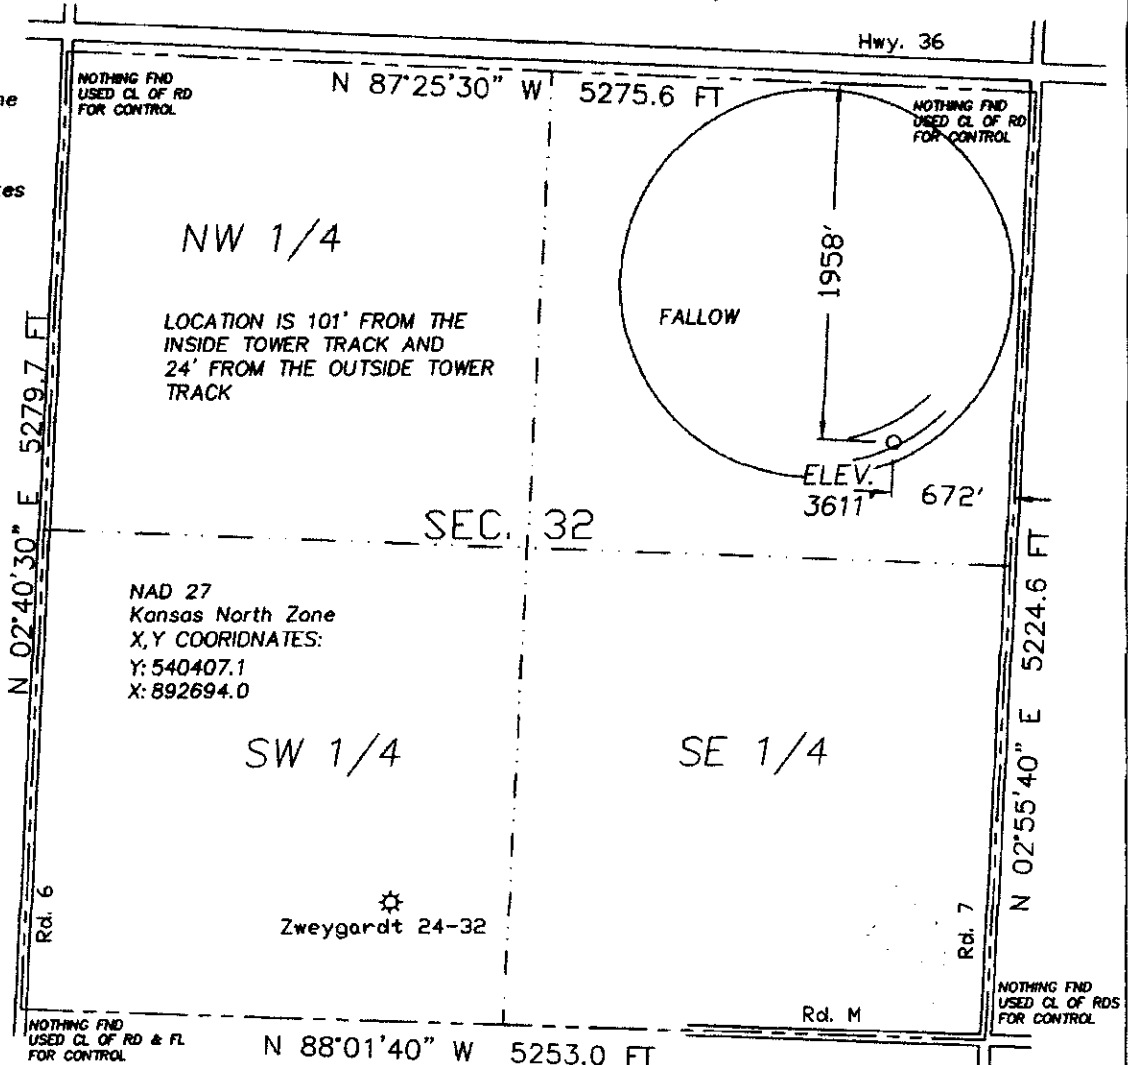 Hwy. 36
NOTHING FND
USED CL OF RD
FOR CONTROL
N 87°25'30" W 5275.6 FT
NOTHING FND
USED CL OF RD
FOR CONTROL
NW 1/4
1958'
LOCATION IS 101' FROM THE
INSIDE TOWER TRACK AND
24' FROM THE OUTSIDE TOWER
TRACK
FALLOW
N 02°40'30" E 5279.7 FT
ELEV.
3611'
672'
SEC. 32
NAD 27
Kansas North Zone
X,Y COORIDNATES:
Y: 540407.1
X: 892694.0
N 02°55'40" E 5224.6 FT
SW 1/4
SE 1/4
Rd. 6
Zweygardt 24-32
Rd. 7
NOTHING FND
USED CL OF RD & FL
FOR CONTROL
N 88°01'40" W 5253.0 FT
Rd. M
NOTHING FND
USED CL OF RDS
FOR CONTROL